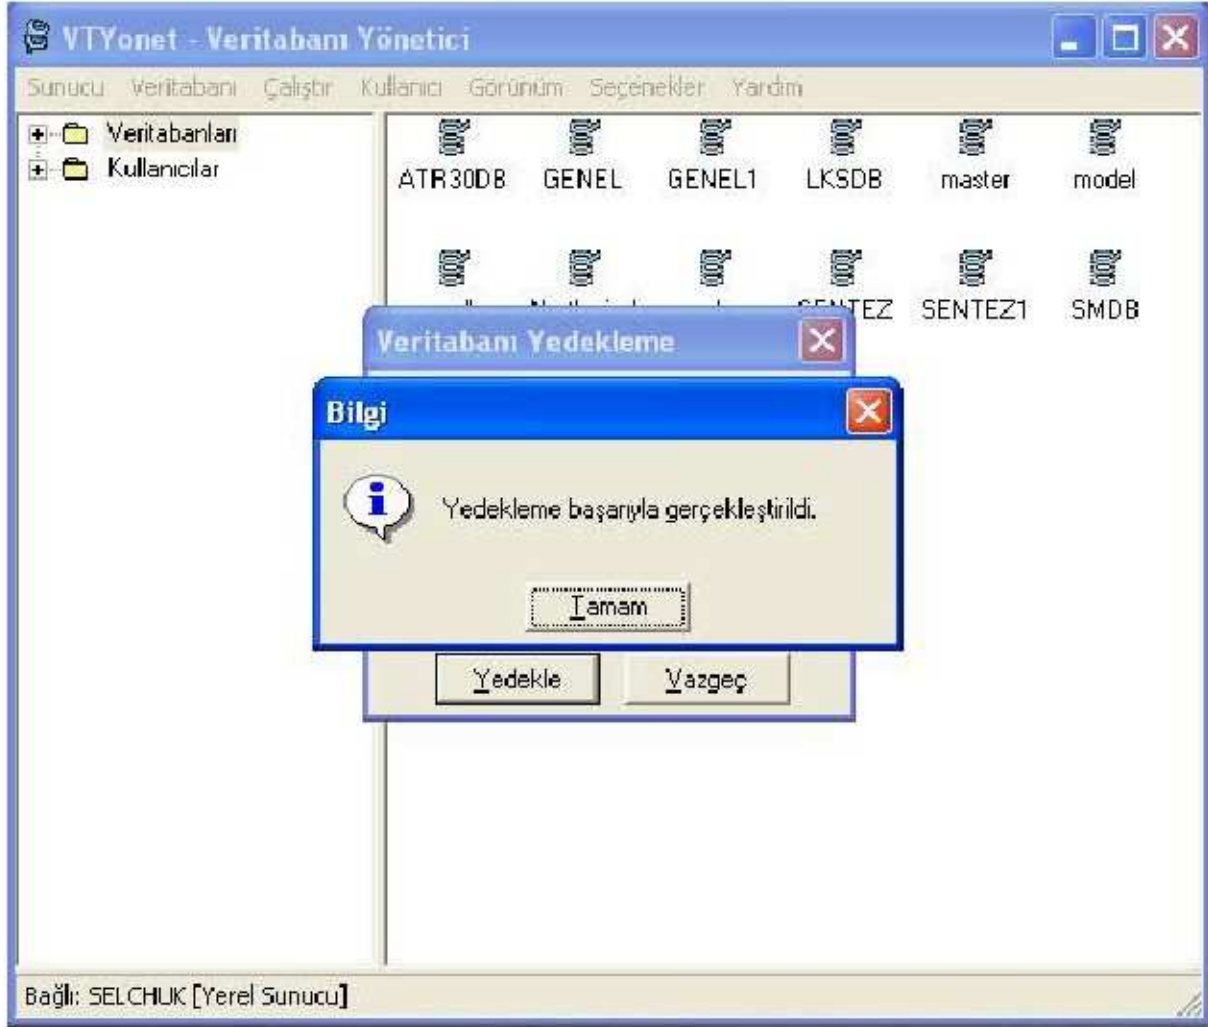 VTYonet - Veritabanı Yönetici
Sunucu Veritabanı Çalıştır Kullanıcı Görünüm Seçenekler Yardım
Veritabanları
Kullanıcılar
ATR30DB GENEL GENEL1 LKSDB master model
SENTEZ SENTEZ1 SMDB
Veritabanı Yedekleme
Bilgi
Yedekleme başarıyla gerçekleştirildi.
Tamam
Yedekle Vazgeç
Bağlı: SELCHUK [Yerel Sunucu]